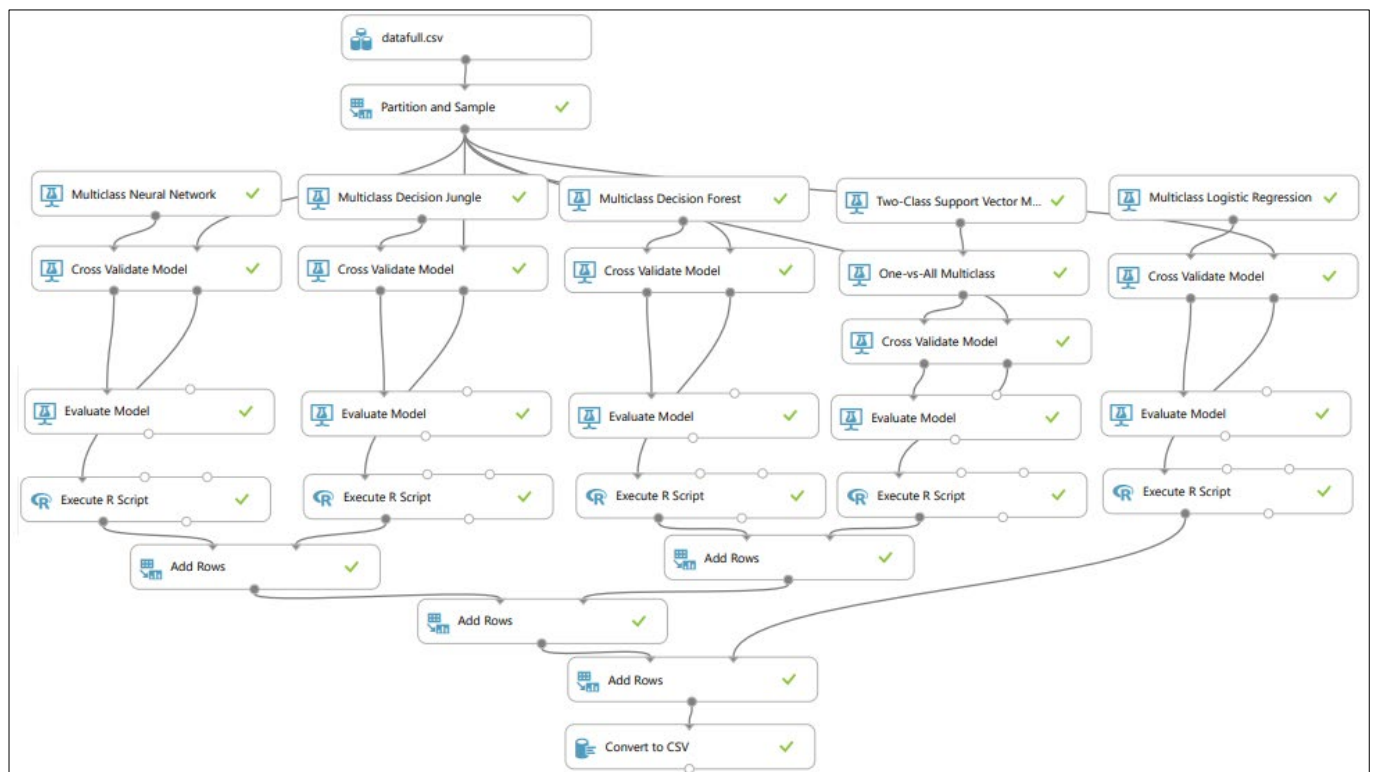 datafull.csv
Partition and Sample
Multiclass Neural Network
Multiclass Decision Jungle
Multiclass Decision Forest
Two-Class Support Vector M...
Multiclass Logistic Regression
Cross Validate Model
Cross Validate Model
Cross Validate Model
One-vs-All Multiclass
Cross Validate Model
Cross Validate Model
Evaluate Model
Evaluate Model
Evaluate Model
Evaluate Model
Evaluate Model
R Execute R Script
R Execute R Script
R Execute R Script
R Execute R Script
R Execute R Script
Add Rows
Add Rows
Add Rows
Add Rows
Convert to CSV